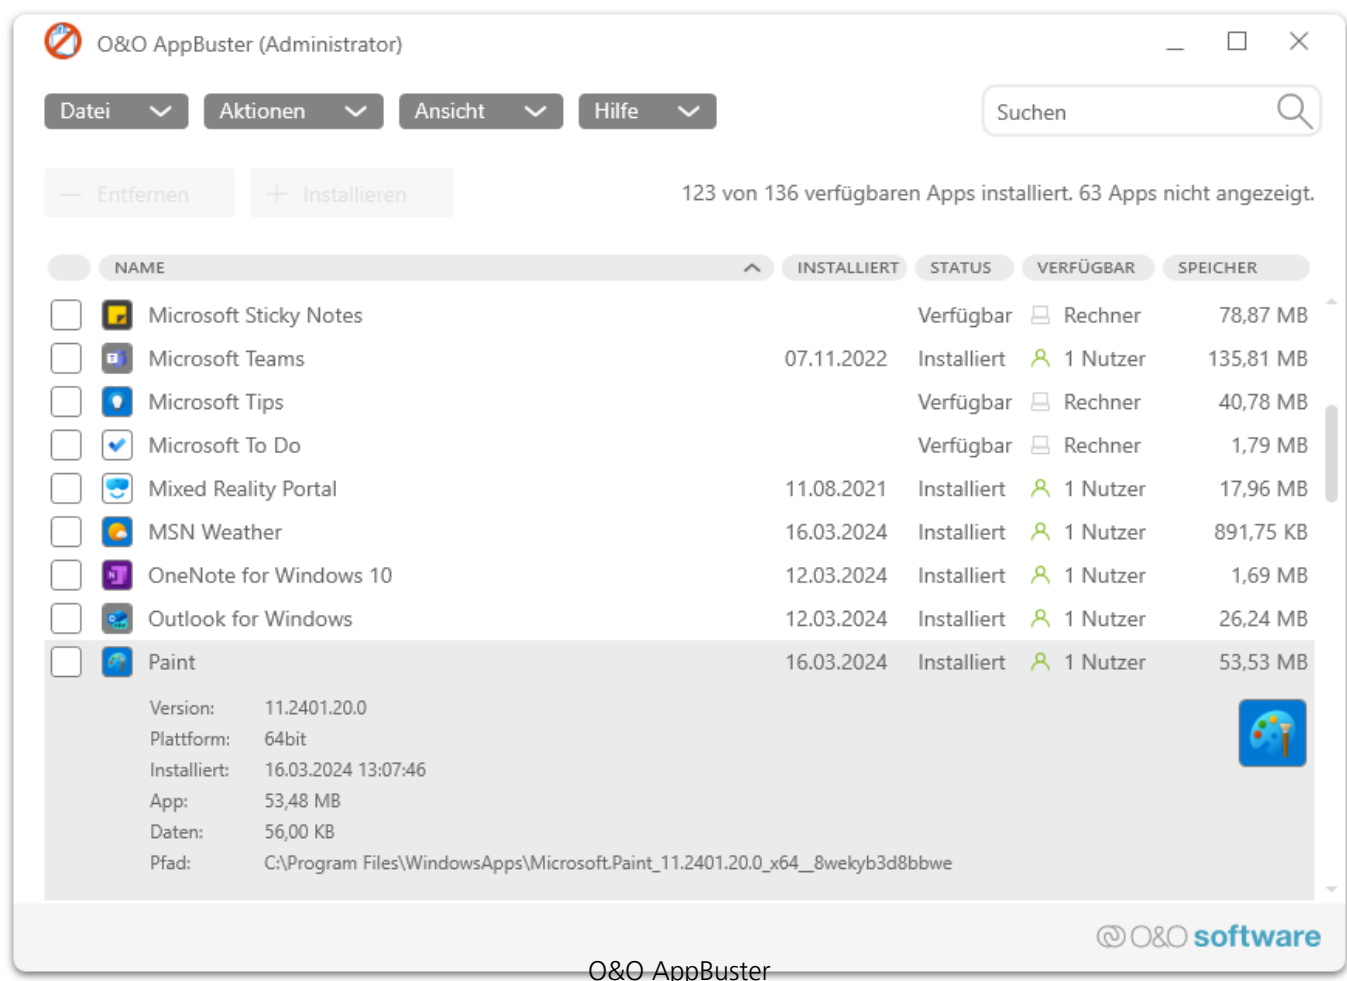 O&O AppBuster (Administrator)
Datei Aktionen Ansicht Hilfe Suchen
Entfernen Installieren 123 von 136 verfügbaren Apps installiert. 63 Apps nicht angezeigt.
NAME INSTALLIERT STATUS VERFÜGBAR SPEICHER
Microsoft Sticky Notes Verfügbar Rechner 78,87 MB
Microsoft Teams 07.11.2022 Installiert 1 Nutzer 135,81 MB
Microsoft Tips Verfügbar Rechner 40,78 MB
Microsoft To Do Verfügbar Rechner 1,79 MB
Mixed Reality Portal 11.08.2021 Installiert 1 Nutzer 17,96 MB
MSN Weather 16.03.2024 Installiert 1 Nutzer 891,75 KB
OneNote for Windows 10 12.03.2024 Installiert 1 Nutzer 1,69 MB
Outlook for Windows 12.03.2024 Installiert 1 Nutzer 26,24 MB
Paint 16.03.2024 Installiert 1 Nutzer 53,53 MB
Version: 11.2401.20.0
Plattform: 64bit
Installiert: 16.03.2024 13:07:46
App: 53,48 MB
Daten: 56,00 KB
Pfad: C:\Program Files\WindowsApps\Microsoft.Paint_11.2401.20.0_x64__8wekyb3d8bbwe
O&O software
O&O AppBuster